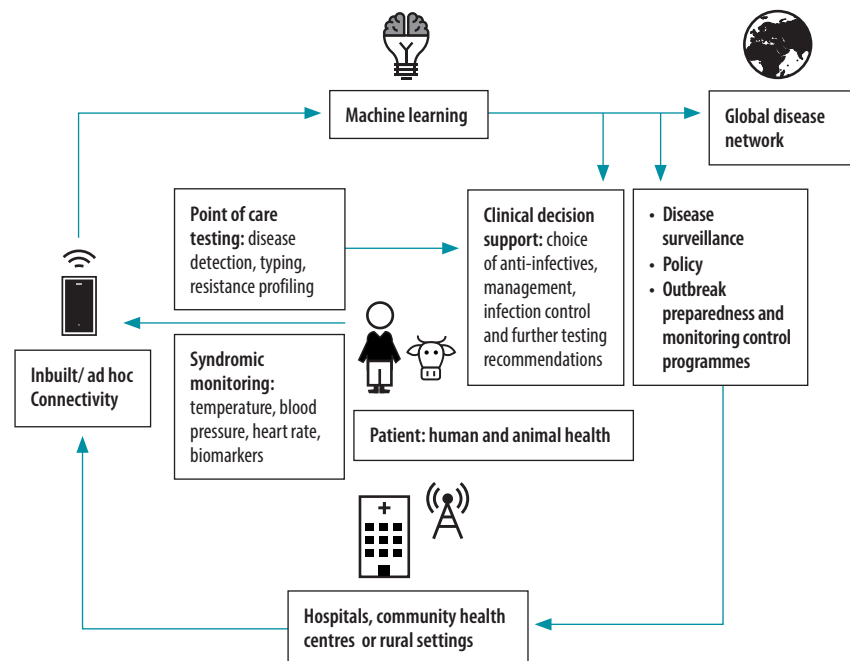 Machine learning
Global disease
network
Point of care
testing: disease
detection, typing,
resistance profiling
Clinical decision
support: choice
of anti-infectives,
management,
infection control
and further testing
recommendations
• Disease
surveillance
• Policy
• Outbreak
preparedness and
monitoring control
programmes
Inbuilt/ ad hoc
Connectivity
Syndromic
monitoring:
temperature, blood
pressure, heart rate,
biomarkers
Patient: human and animal health
Hospitals, community health
centres or rural settings